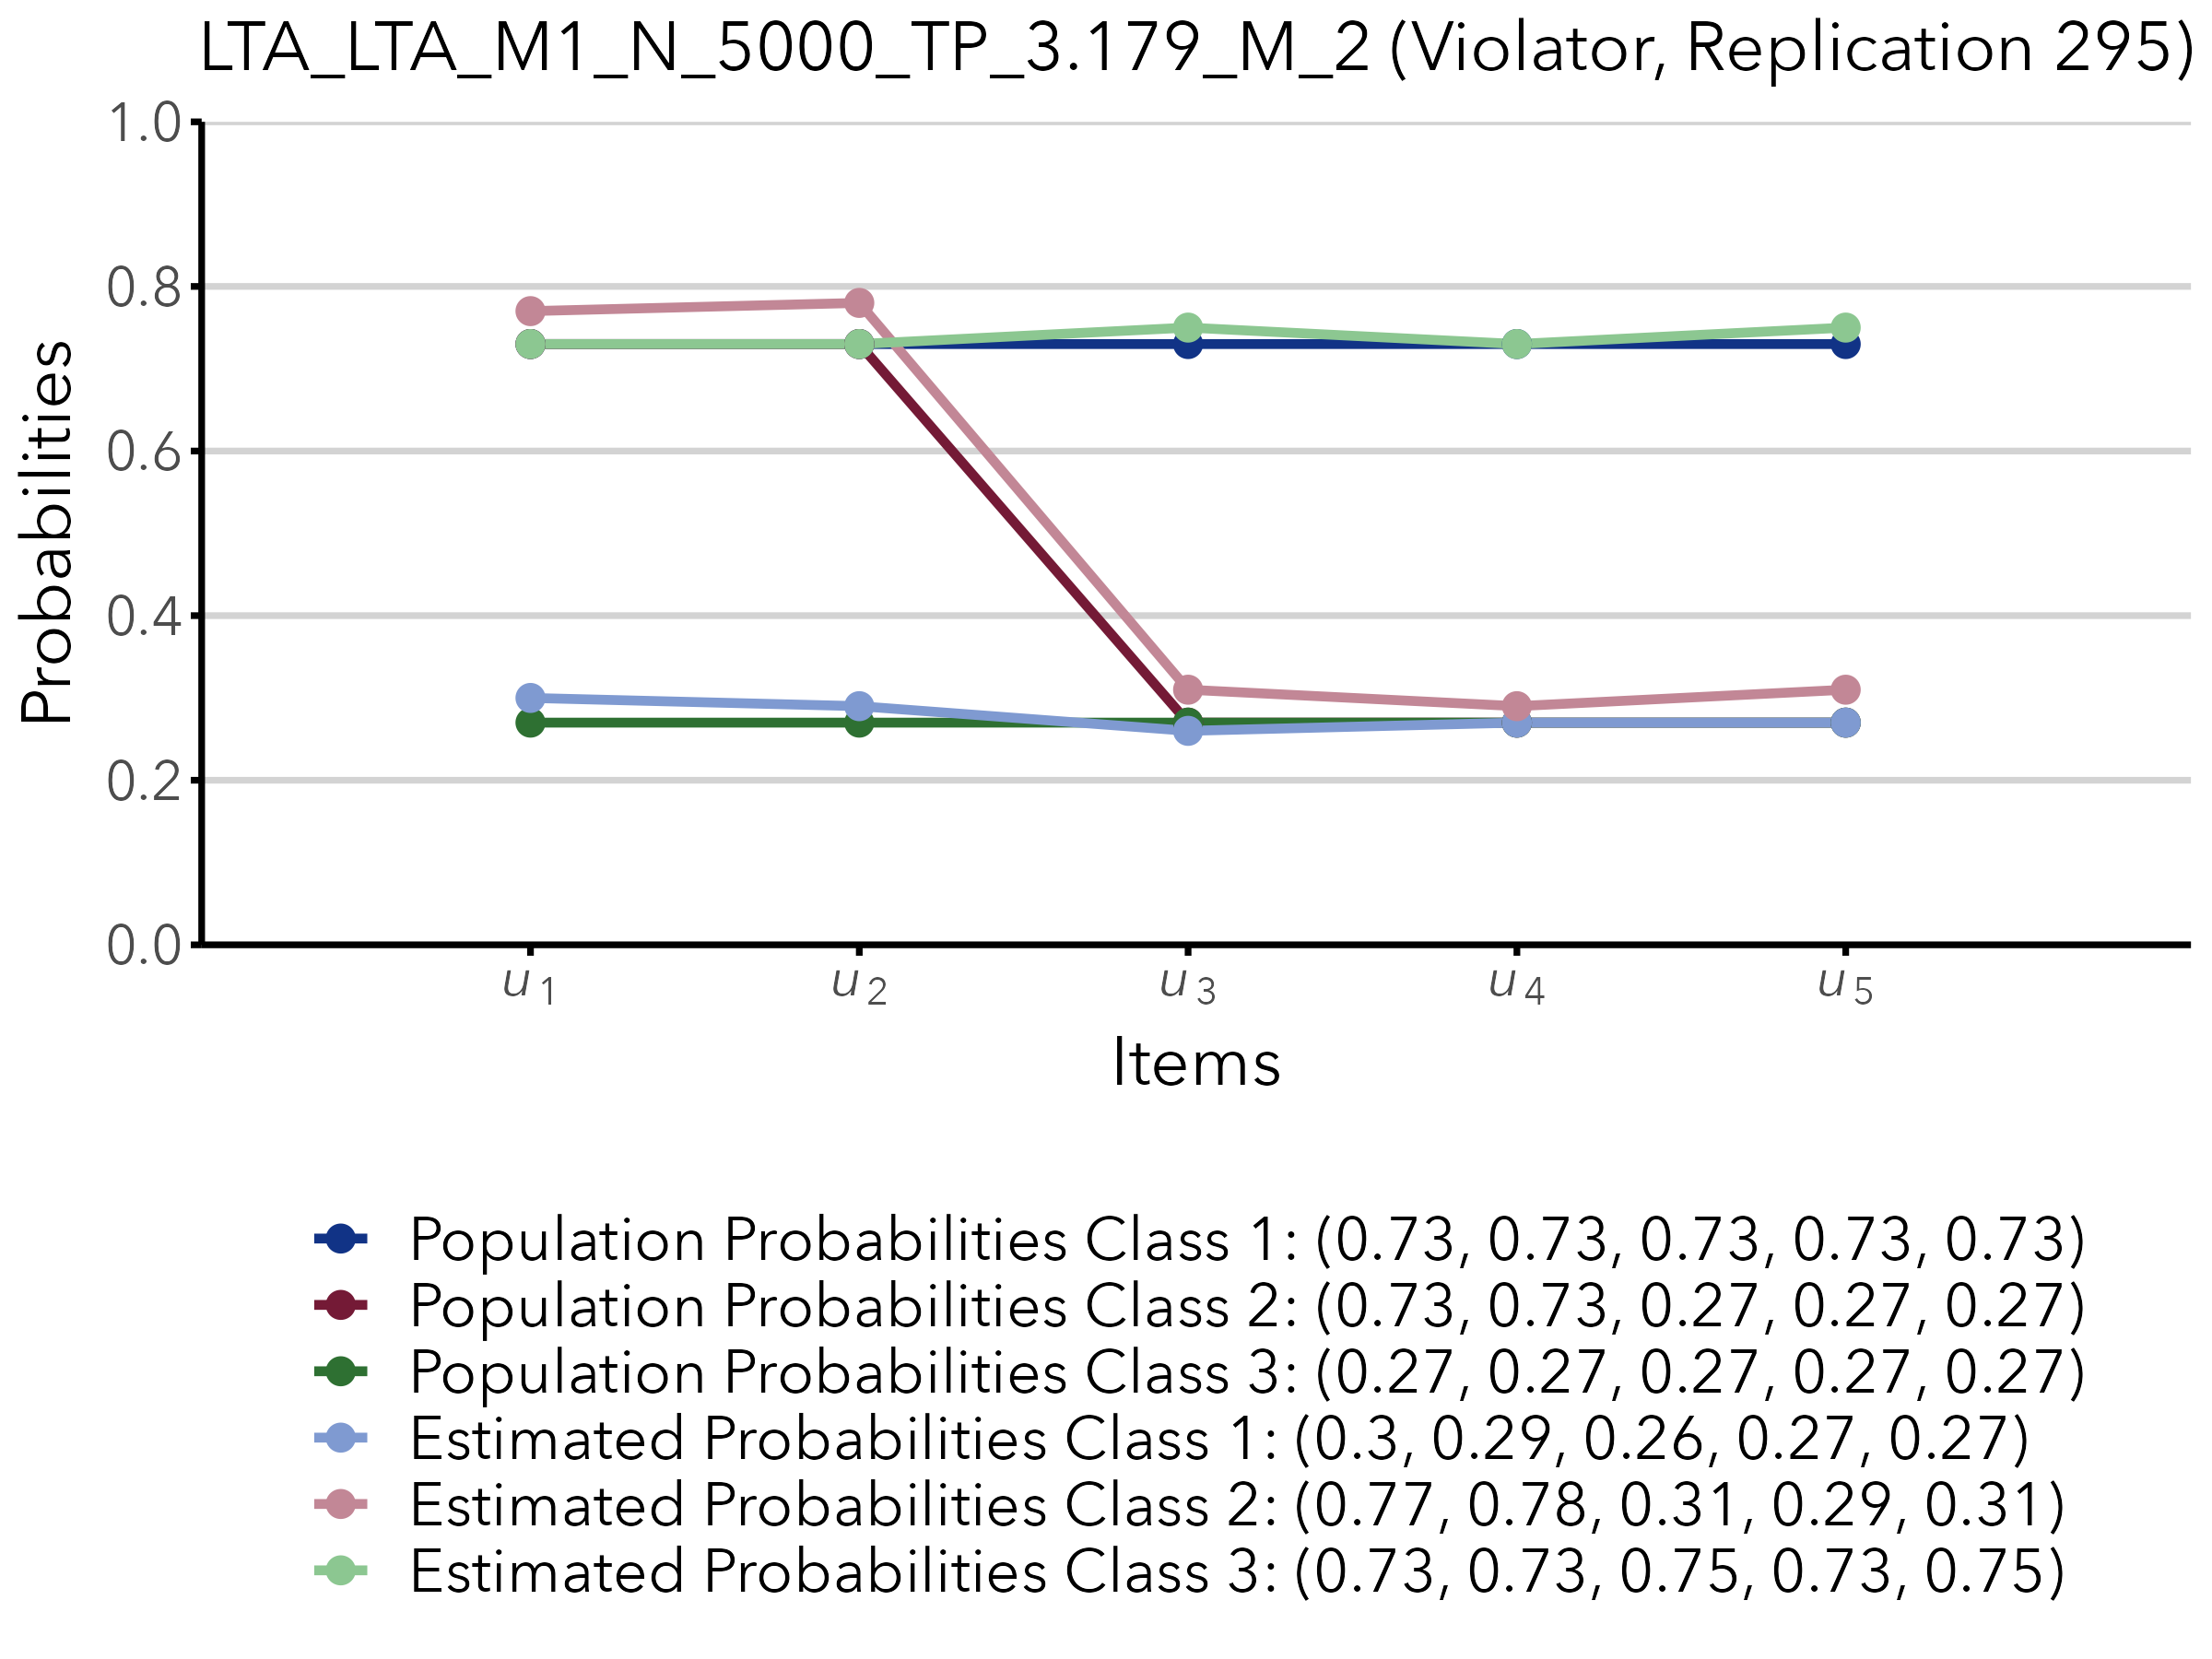 LTA_LTA_M1_N_5000_TP_3.179_M_2 (Violator, Replication 295)
1.0
0.8
0.6
0.4
0.2
0.0
Probabilities
u1 u2 u3 u4 u5
Items
Population Probabilities Class 1: (0.73, 0.73, 0.73, 0.73, 0.73)
Population Probabilities Class 2: (0.73, 0.73, 0.27, 0.27, 0.27)
Population Probabilities Class 3: (0.27, 0.27, 0.27, 0.27, 0.27)
Estimated Probabilities Class 1: (0.3, 0.29, 0.26, 0.27, 0.27)
Estimated Probabilities Class 2: (0.77, 0.78, 0.31, 0.29, 0.31)
Estimated Probabilities Class 3: (0.73, 0.73, 0.75, 0.73, 0.75)